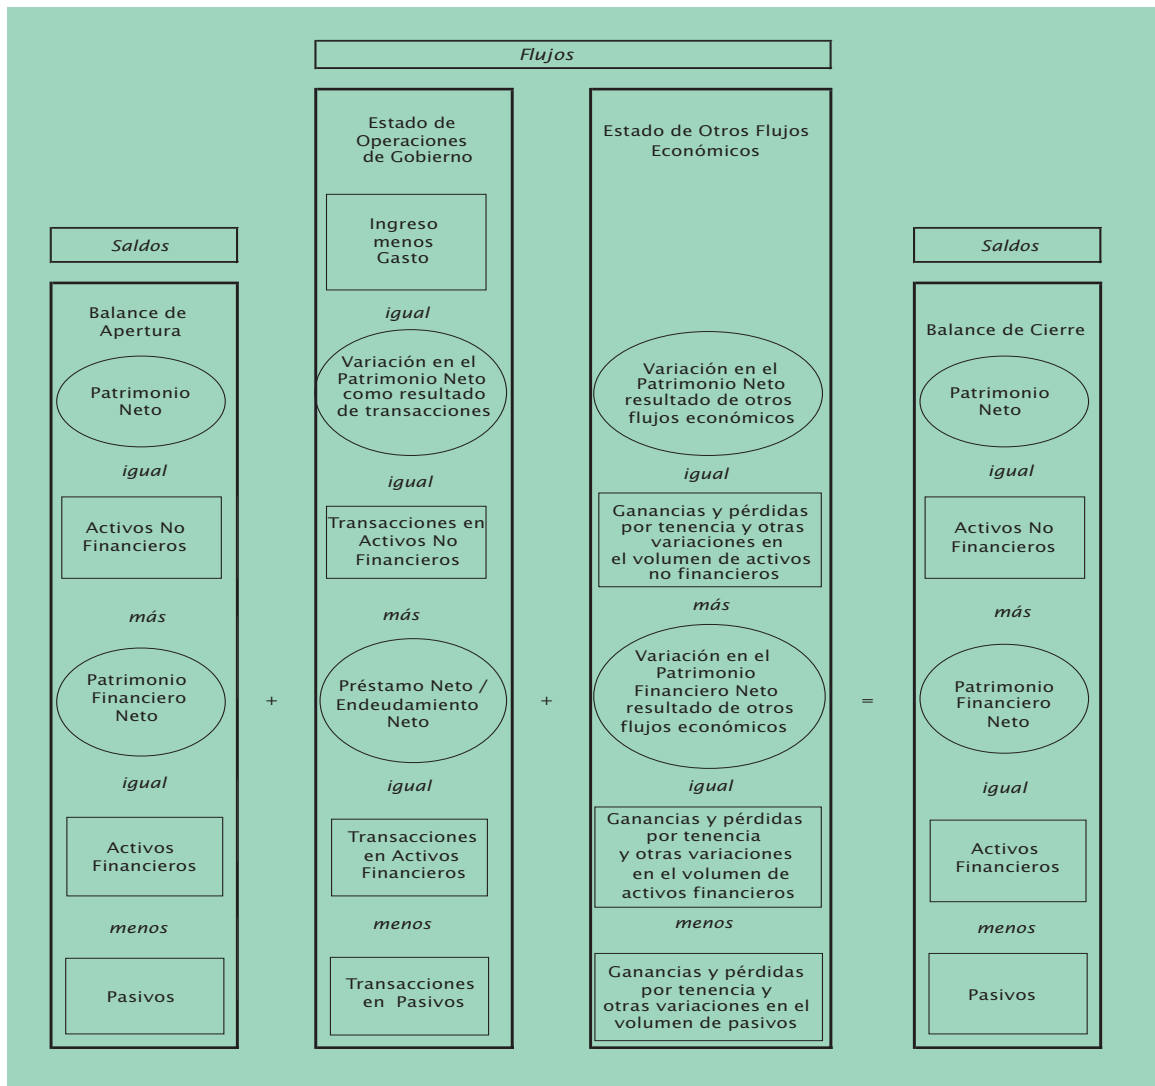 Flujos
Saldos
Balance de
Apertura
Patrimonio
Neto
igual
Activos No
Financieros
más
Patrimonio
Financiero
Neto
igual
Activos
Financieros
menos
Pasivos
+
Estado de
Operaciones
de Gobierno
Ingreso
menos
Gasto
igual
Variación en el
Patrimonio Neto
como resultado
de transacciones
igual
Transacciones en
Activos No
Financieros
más
Préstamo Neto /
Endeudamiento
Neto
igual
Transacciones
en Activos
Financieros
menos
Transacciones
en Pasivos
+
Estado de Otros Flujos
Económicos
Variación en el
Patrimonio Neto
resultado de otros
flujos económicos
igual
Ganancias y pérdidas
por tenencia y otras
variaciones en
el volumen de activos
no financieros
más
Variación en el
Patrimonio
Financiero Neto
resultado de otros
flujos económicos
igual
Ganancias y pérdidas
por tenencia
y otras variaciones
en el volumen de
activos financieros
menos
Ganancias y pérdidas
por tenencia y
otras variaciones en el
volumen de pasivos
=
Saldos
Balance de Cierre
Patrimonio
Neto
igual
Activos No
Financieros
más
Patrimonio
Financiero
Neto
igual
Activos
Financieros
menos
Pasivos